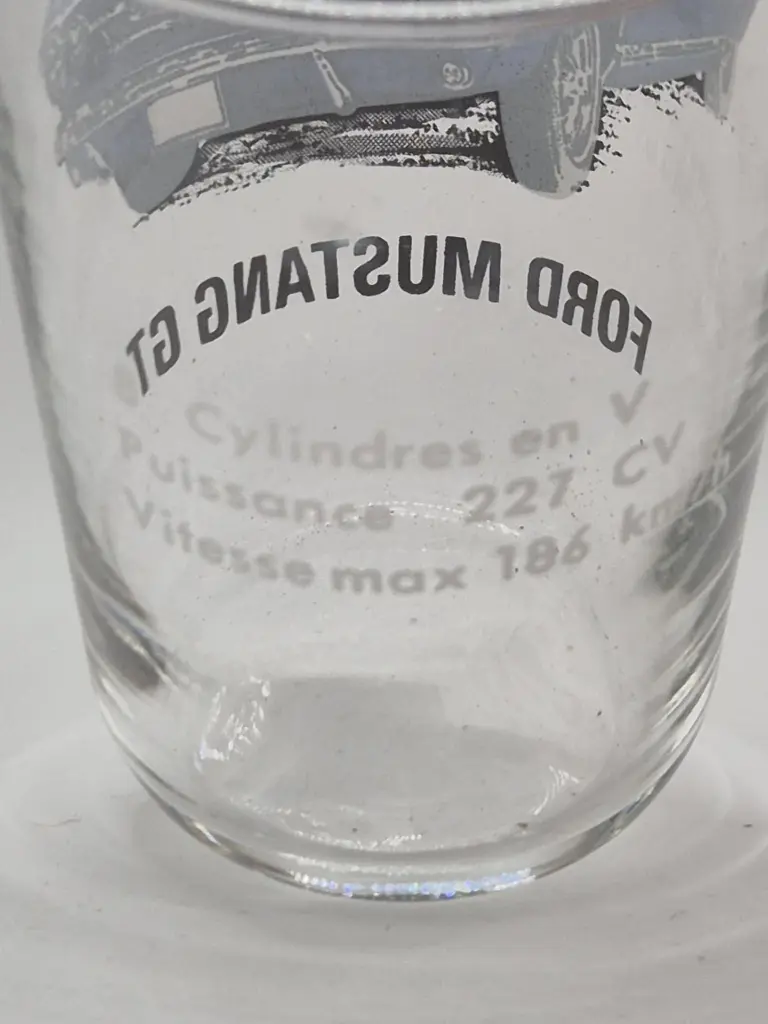 FORD MUSTANG GT
Cylindres en V
Puissance 227 CV
Vitesse max 186 km/h